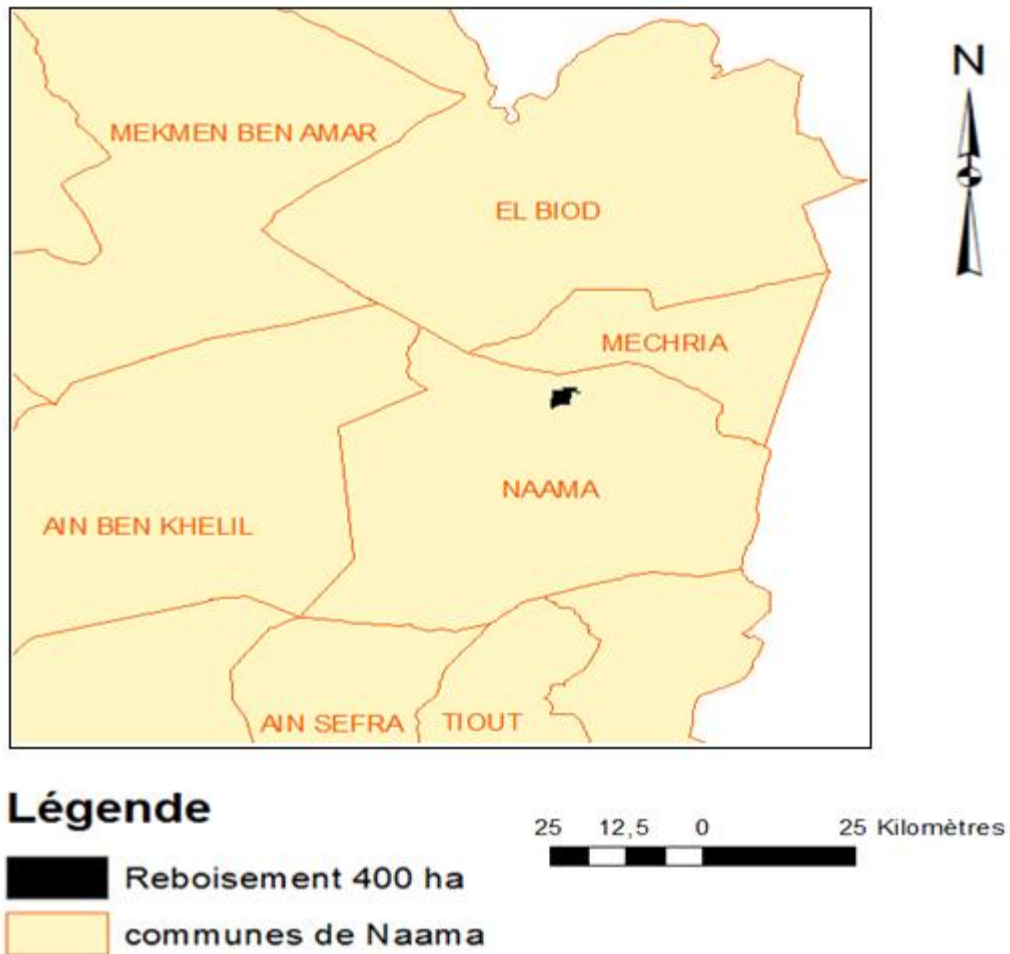 N
MEKMEN BEN AMAR
EL BIOD
MECHRIA
NAAMA
AIN BEN KHELIL
AIN SEFRA
TIOUT
Légende
25 12,5 0 25 Kilomètres
Reboisement 400 ha
communes de Naama